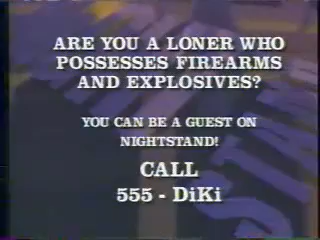 ARE YOU A LONER WHO
POSSESSES FIREARMS
AND EXPLOSIVES?
YOU CAN BE A GUEST ON
NIGHTSTAND!
CALL
555 - DiKi